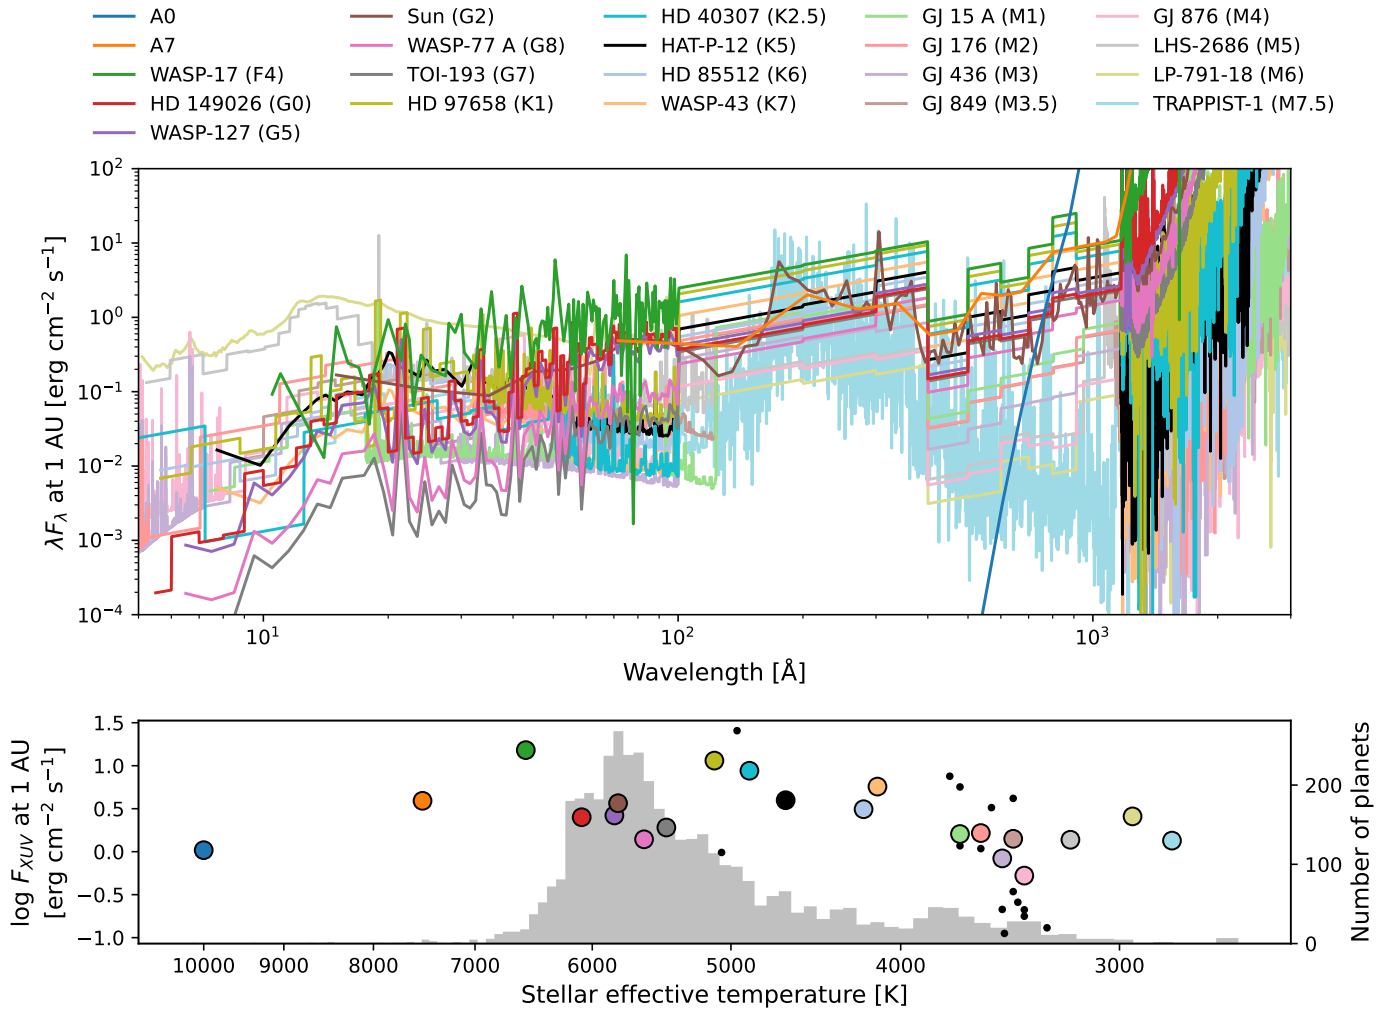 A0 Sun (G2) HD 40307 (K2.5) GJ 15 A (M1) GJ 876 (M4)
A7 WASP-77 A (G8) HAT-P-12 (K5) GJ 176 (M2) LHS-2686 (M5)
WASP-17 (F4) TOI-193 (G7) HD 85512 (K6) GJ 436 (M3) LP-791-18 (M6)
HD 149026 (G0) HD 97658 (K1) WASP-43 (K7) GJ 849 (M3.5) TRAPPIST-1 (M7.5)
WASP-127 (G5)
λF_λ at 1 AU [erg cm⁻² s⁻¹]
10²
10¹
10⁰
10⁻¹
10⁻²
10⁻³
10⁻⁴
10¹ 10² 10³
Wavelength [Å]
log F_XUV at 1 AU
[erg cm⁻² s⁻¹]
1.5
1.0
0.5
0.0
−0.5
−1.0
200
100
0
Number of planets
10000 9000 8000 7000 6000 5000 4000 3000
Stellar effective temperature [K]